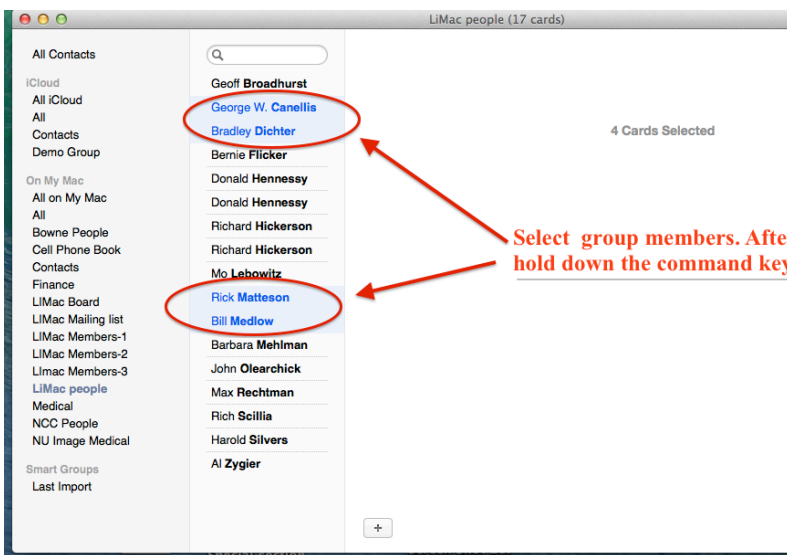 LiMac people (17 cards)
All Contacts
iCloud
All iCloud
All
Contacts
Demo Group
On My Mac
All on My Mac
All
Bowne People
Cell Phone Book
Contacts
Finance
LIMac Board
LIMac Mailing list
LIMac Members-1
LIMac Members-2
LImac Members-3
LiMac people
Medical
NCC People
NU Image Medical
Smart Groups
Last Import
Geoff Broadhurst
George W. Canellis
Bradley Dichter
Bernie Flicker
Donald Hennessy
Donald Hennessy
Richard Hickerson
Richard Hickerson
Mo Lebowitz
Rick Matteson
Bill Medlow
Barbara Mehlman
John Olearchick
Max Rechtman
Rich Scillia
Harold Silvers
Al Zygier
4 Cards Selected
Select group members. Afte
hold down the command key